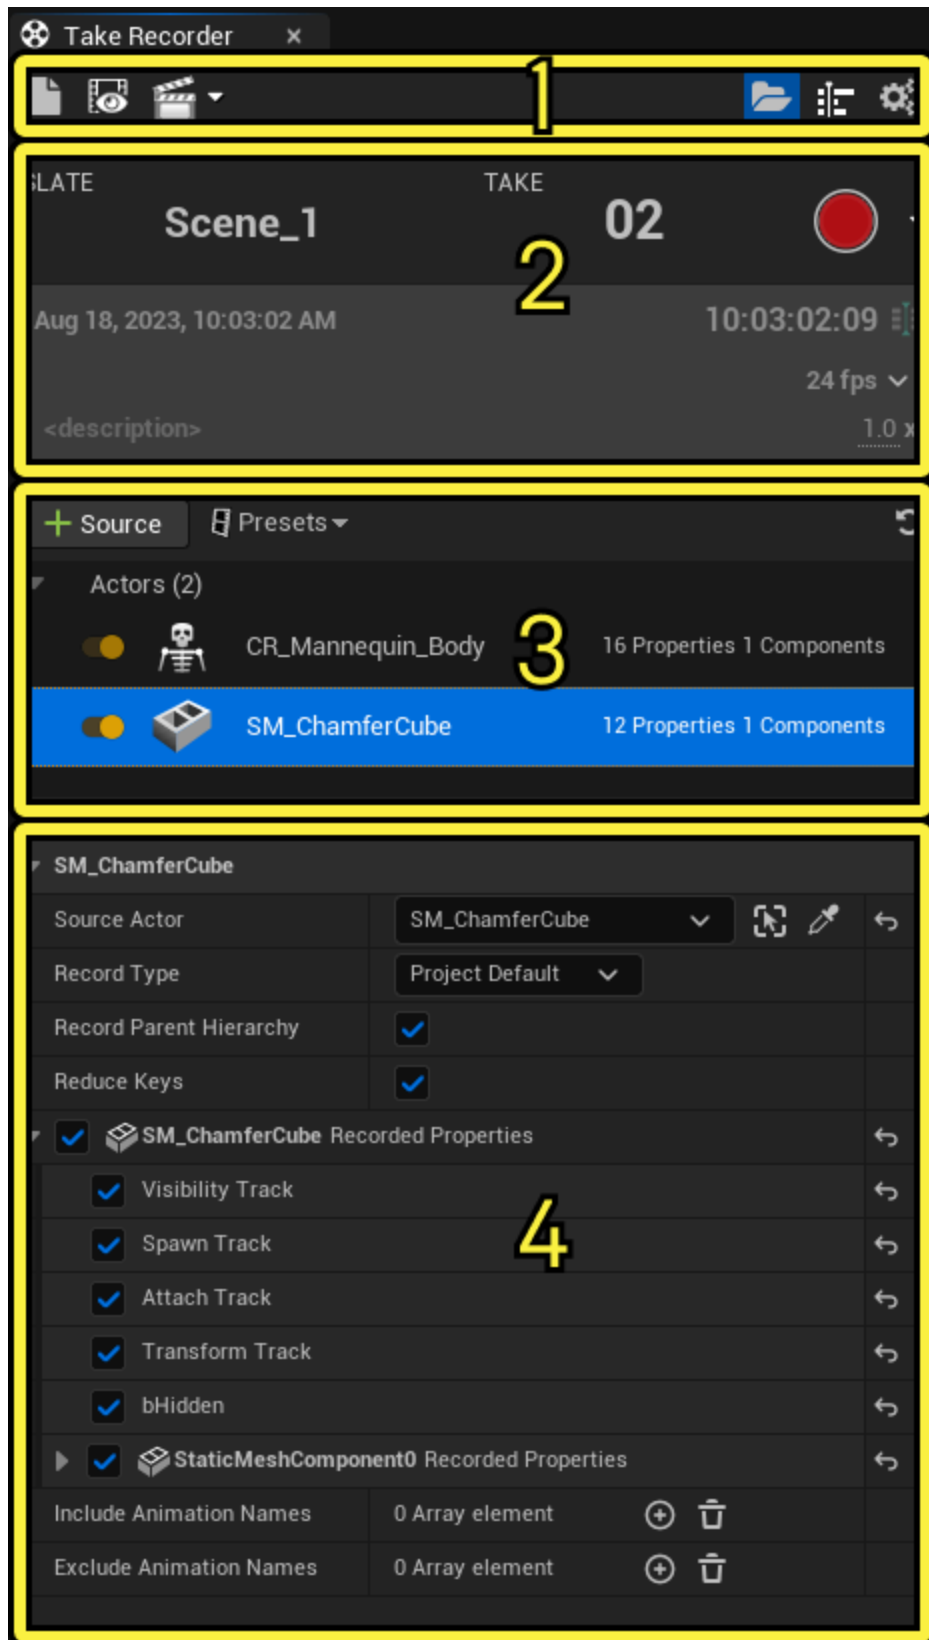 Take Recorder
1
SLATE
TAKE
Scene_1
02
2
Aug 18, 2023, 10:03:02 AM
10:03:02:09
24 fps
<description>
1.0 x
Source
Presets
Actors (2)
CR_Mannequin_Body
3
16 Properties 1 Components
SM_ChamferCube
12 Properties 1 Components
SM_ChamferCube
Source Actor
SM_ChamferCube
Record Type
Project Default
Record Parent Hierarchy
Reduce Keys
SM_ChamferCube Recorded Properties
Visibility Track
4
Spawn Track
Attach Track
Transform Track
bHidden
StaticMeshComponent0 Recorded Properties
Include Animation Names
0 Array element
Exclude Animation Names
0 Array element